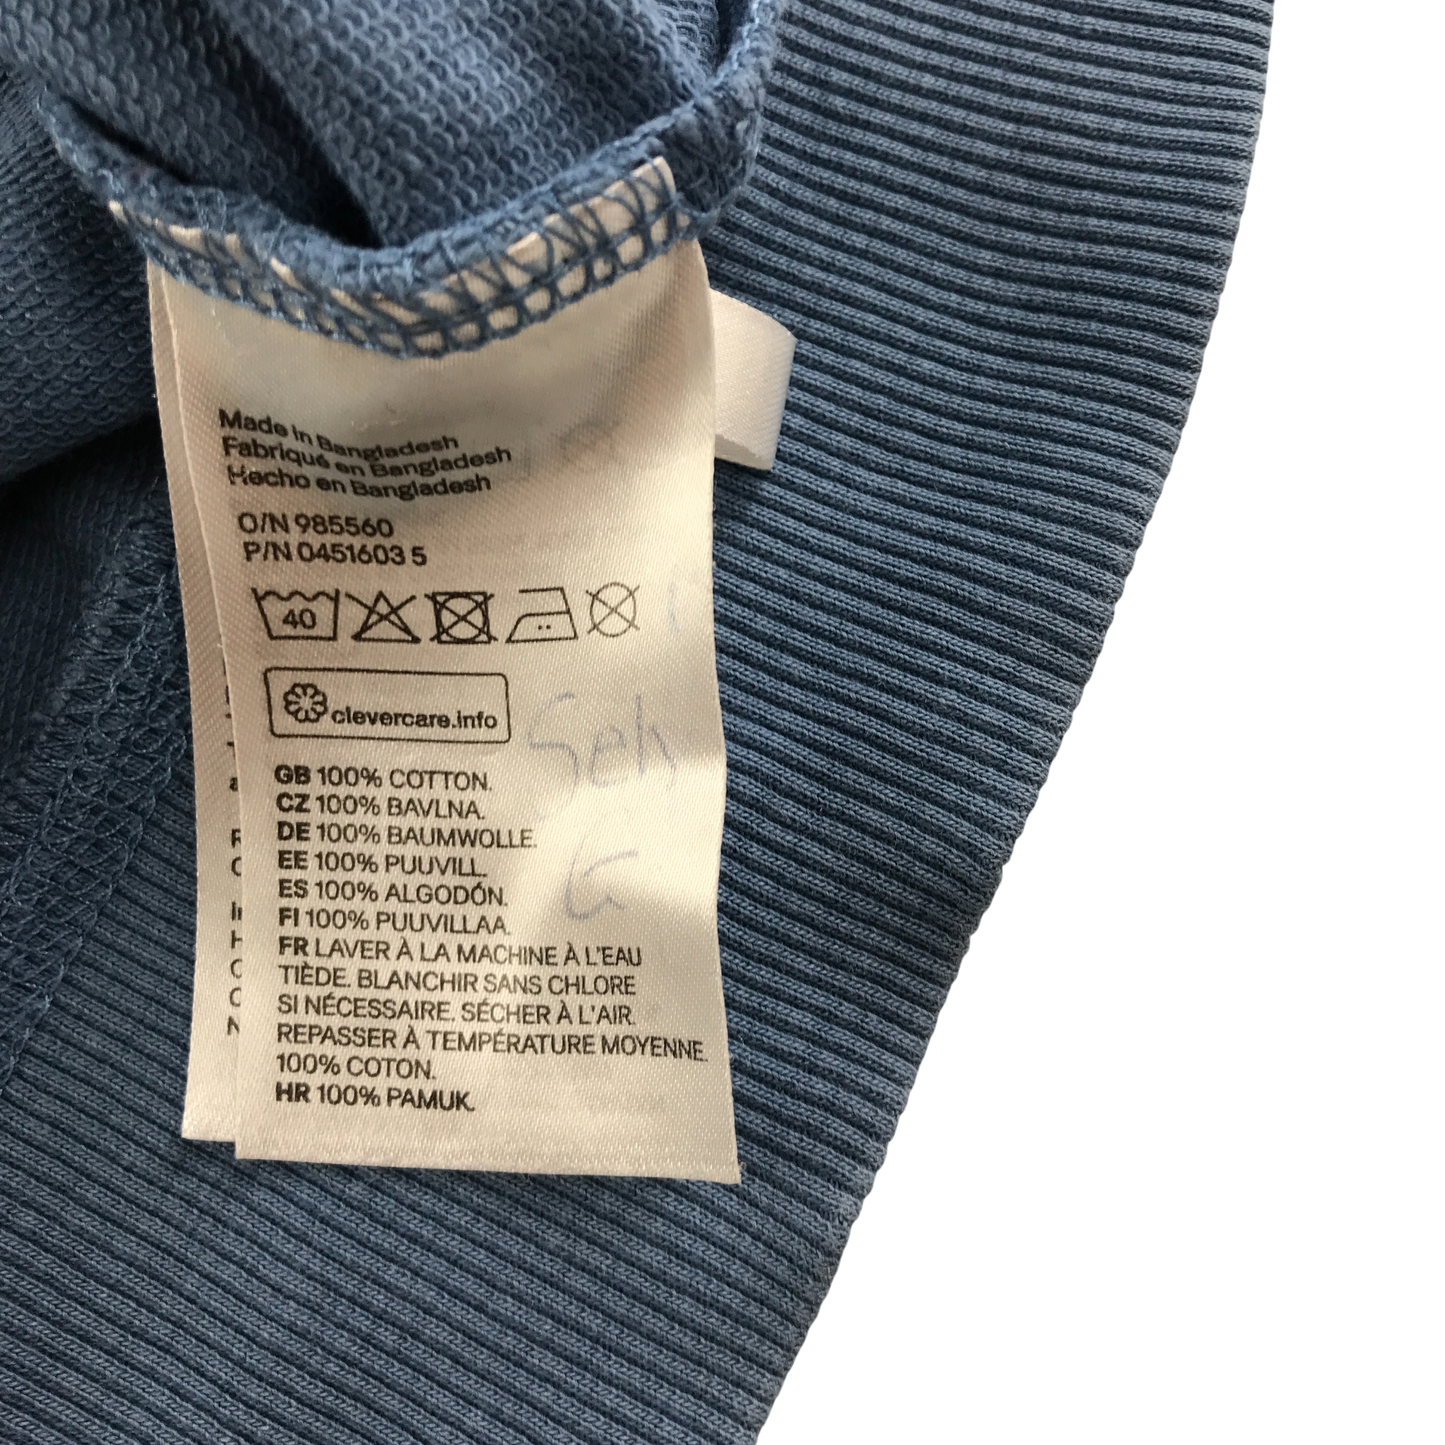 Made in Bangladesh
Fabriqué en Bangladesh
Hecho en Bangladesh
O/N 985560
P/N 0451603 5
40
clevercare.info
GB 100% COTTON.
CZ 100% BAVLNA.
DE 100% BAUMWOLLE.
EE 100% PUUVILL.
ES 100% ALGODÓN.
FI 100% PUUVILLAA.
FR LAVER À LA MACHINE À L'EAU
TIÈDE. BLANCHIR SANS CHLORE
SI NÉCESSAIRE. SÉCHER À L'AIR.
REPASSER À TEMPÉRATURE MOYENNE.
100% COTON.
HR 100% PAMUK.